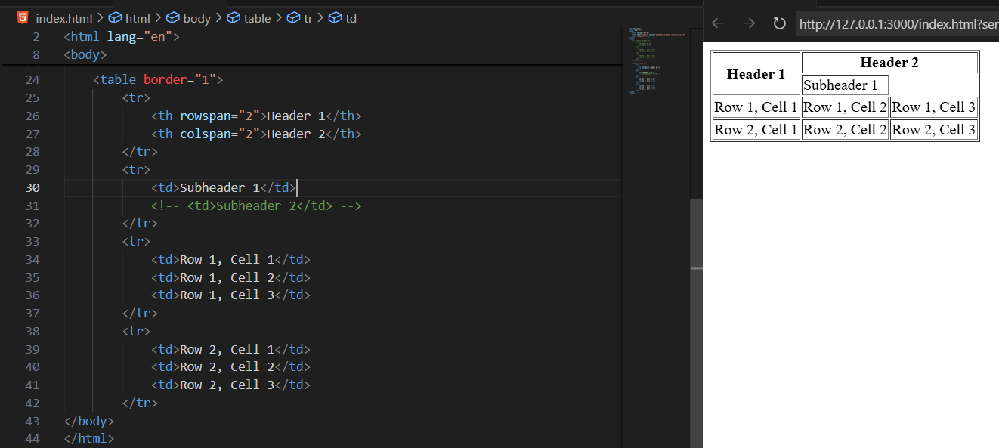 index.html > html > body > table > tr > td
2 <html lang="en">
8 <body>
24 <table border="1">
25 <tr>
26 <th rowspan="2">Header 1</th>
27 <th colspan="2">Header 2</th>
28 </tr>
29 <tr>
30 <td>Subheader 1</td>
31 <!-- <td>Subheader 2</td> -->
32 </tr>
33 <tr>
34 <td>Row 1, Cell 1</td>
35 <td>Row 1, Cell 2</td>
36 <td>Row 1, Cell 3</td>
37 </tr>
38 <tr>
39 <td>Row 2, Cell 1</td>
40 <td>Row 2, Cell 2</td>
41 <td>Row 2, Cell 3</td>
42 </tr>
43 </body>
44 </html>
http://127.0.0.1:3000/index.html?ser
Header 1 Header 2
Subheader 1
Row 1, Cell 1 Row 1, Cell 2 Row 1, Cell 3
Row 2, Cell 1 Row 2, Cell 2 Row 2, Cell 3